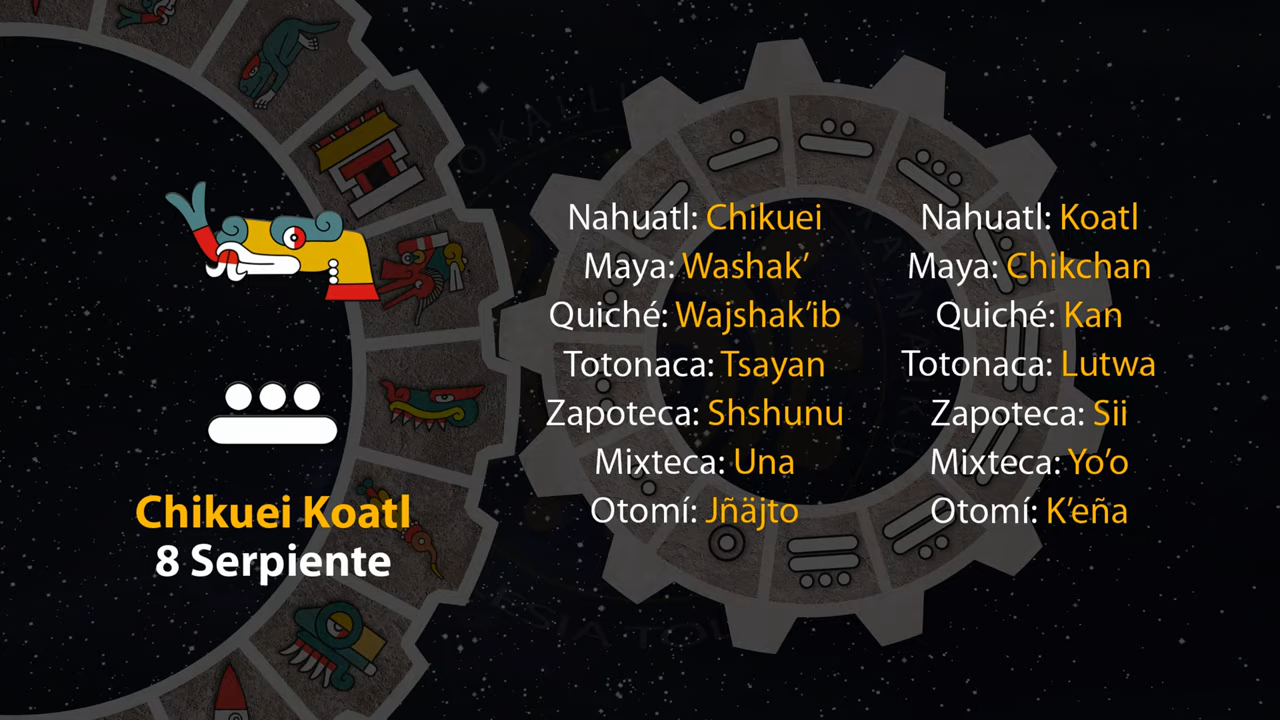 Nahuatl: Chikuei
Maya: Washak’
Quiché: Wajshak’ib
Totonaca: Tsayan
Zapoteca: Shshunu
Mixteca: Una
Otomí: Jñäjto
Nahuatl: Koatl
Maya: Chikchan
Quiché: Kan
Totonaca: Lutwa
Zapoteca: Sii
Mixteca: Yo’o
Otomí: K’eña
Chikuei Koatl
8 Serpiente